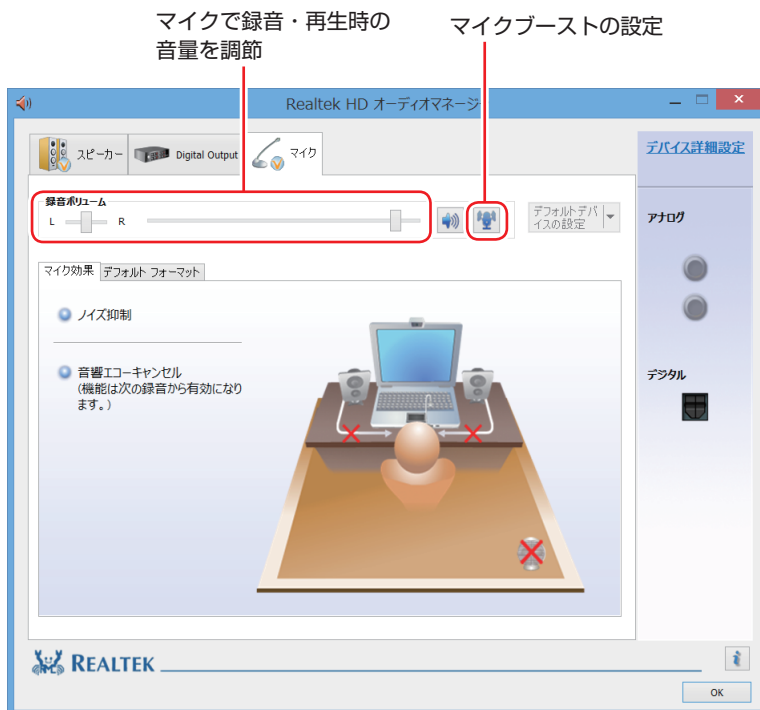 マイクで録音・再生時の
音量を調節
マイクブーストの設定
Realtek HD オーディオマネージ
スピーカー
Digital Output
マイク
デバイス詳細設定
録音ボリューム
L
R
デフォルトデバ
イスの設定
アナログ
マイク効果
デフォルト フォーマット
ノイズ抑制
音響エコーキャンセル
(機能は次の録音から有効になり
ます。)
デジタル
REALTEK
i
OK